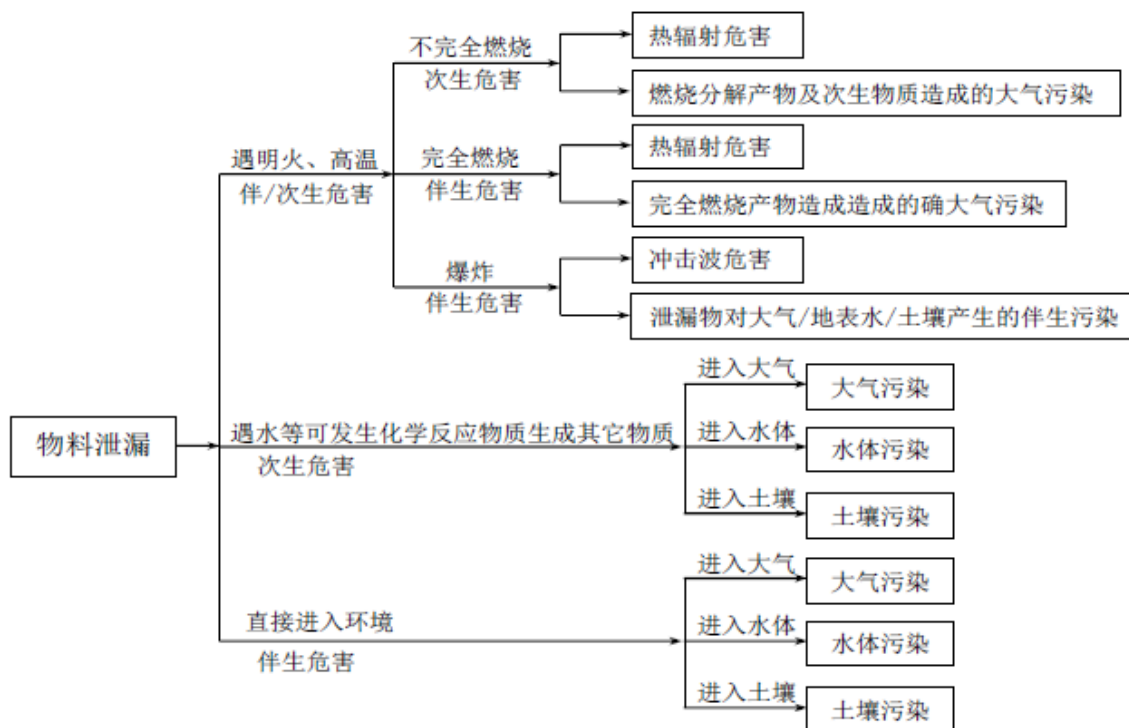 不完全燃烧
次生危害
热辐射危害
燃烧分解产物及次生物质造成的大气污染
遇明火、高温
伴/次生危害
完全燃烧
伴生危害
热辐射危害
完全燃烧产物造成造成的确大气污染
爆炸
伴生危害
冲击波危害
泄漏物对大气/地表水/土壤产生的伴生污染
物料泄漏
遇水等可发生化学反应物质生成其它物质
次生危害
进入大气
大气污染
进入水体
水体污染
进入土壤
土壤污染
直接进入环境
伴生危害
进入大气
大气污染
进入水体
水体污染
进入土壤
土壤污染